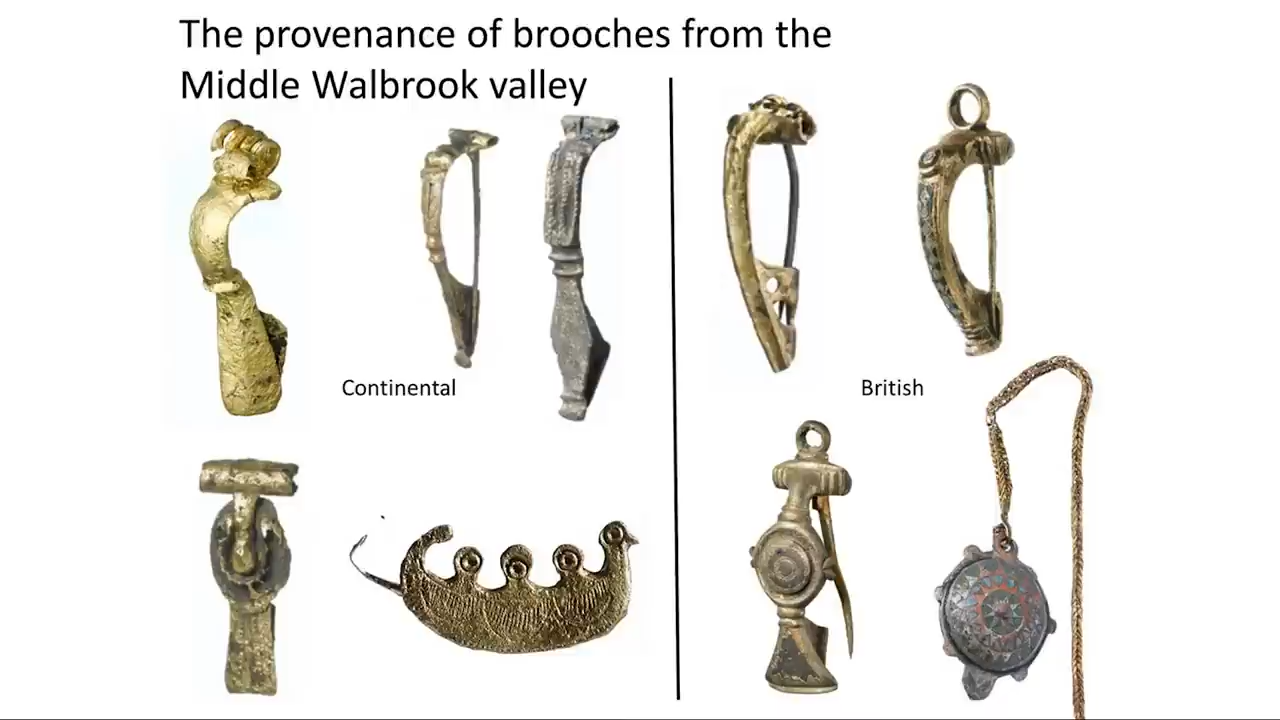 The provenance of brooches from the
Middle Walbrook valley
Continental
British